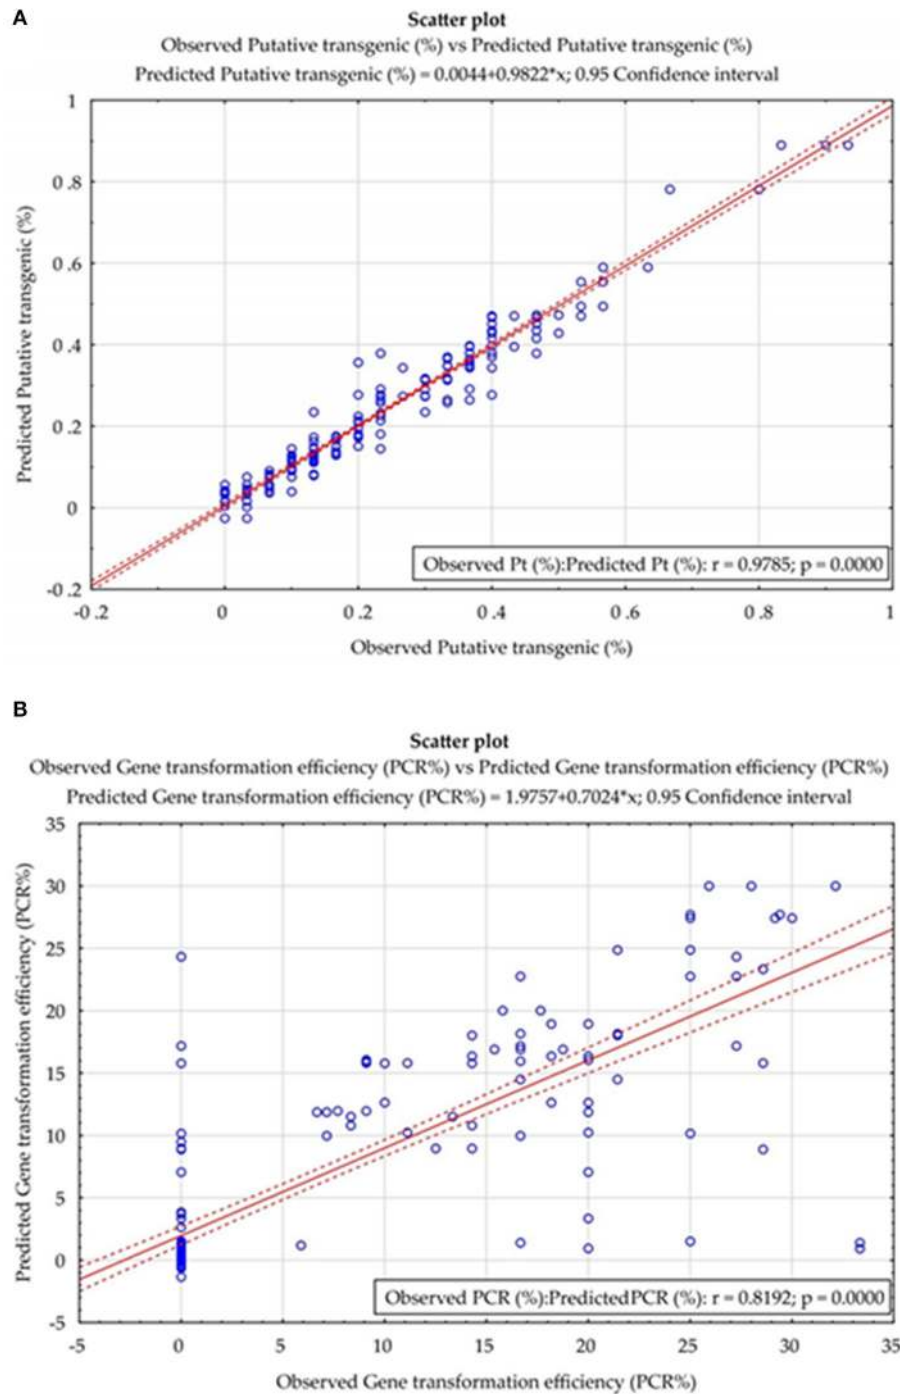 A
Scatter plot
Observed Putative transgenic (%) vs Predicted Putative transgenic (%)
Predicted Putative transgenic (%) = 0.0044+0.9822*x; 0.95 Confidence interval
1
0 .8
0 .6
0 .4
0 .2
0
-0 .2
Predicted Putative transgenic (%)
Observed Pt (%):Predicted Pt (%): r = 0.9785; p = 0.0000
-0 .2 0 0 .2 0 .4 0 .6 0 .8 1
Observed Putative transgenic (%)
B
Scatter plot
Observed Gene transformation efficiency (PCR%) vs Prdicted Gene transformation efficiency (PCR%)
Predicted Gene transformation efficiency (PCR%) = 1.9757+0.7024*x; 0.95 Confidence interval
35
30
25
20
15
10
5
0
-5
Predicted Gene transformation efficiency (PCR%)
Observed PCR (%):PredictedPCR (%): r = 0.8192; p = 0.0000
-5 0 5 10 15 20 25 30 35
Observed Gene transformation efficiency (PCR%)